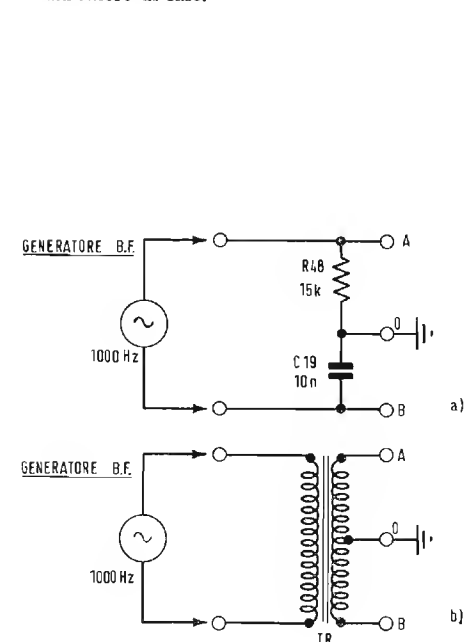 GENERATORE B.F.
1000 Hz
R48
15k
C19
10n
A
0
B
a)
GENERATORE B.F.
1000 Hz
A
0
B
b)
TR